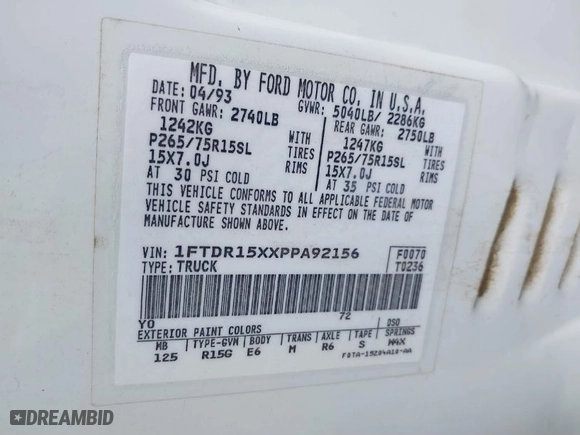 MFD. BY FORD MOTOR CO. IN U.S.A.
DATE: 04/93 GVWR: 5040LB/ 2286KG
FRONT GAWR: 2740LB REAR GAWR: 2750LB
1242KG WITH 1247KG WITH
P265/75R15SL TIRES P265/75R15SL TIRES
15X7.0J RIMS 15X7.0J RIMS
AT 30 PSI COLD AT 35 PSI COLD
THIS VEHICLE CONFORMS TO ALL APPLICABLE FEDERAL MOTOR
VEHICLE SAFETY STANDARDS IN EFFECT ON THE DATE OF
MANUFACTURE SHOWN ABOVE.
VIN: 1FTDR15XXPPA92156 F0070
TYPE: TRUCK T0236
YO 72
EXTERIOR PAINT COLORS DSO
WB TYPE-GVM BODY TRANS AXLE TAPE SPRINGS
125 R15G E6 M R6 S MAX
F0TA-15204A10-AA
DREAMBID